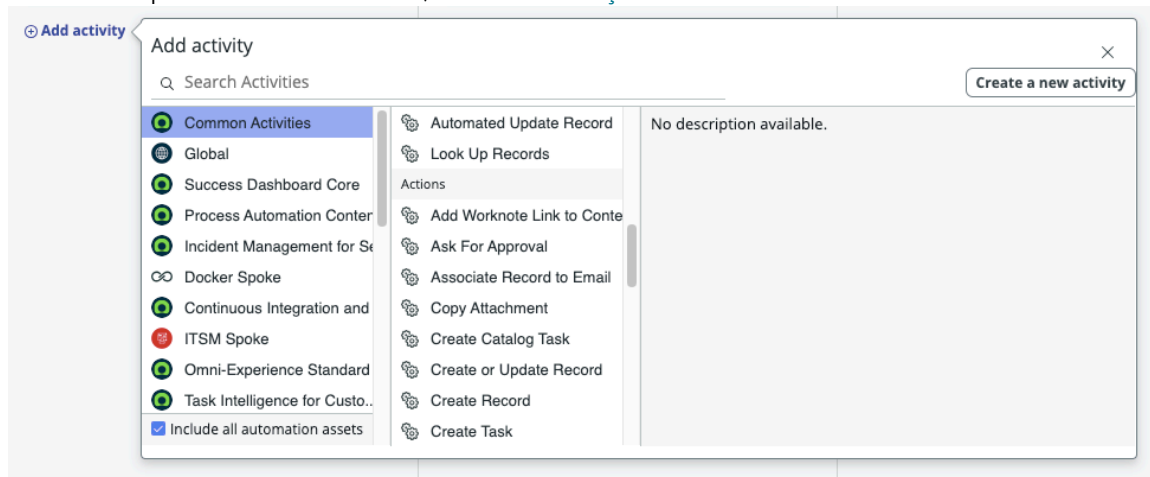 Add activity
Add activity
Search Activities
Create a new activity
Common Activities
Global
Success Dashboard Core
Process Automation Conter
Incident Management for Se
Docker Spoke
Continuous Integration and
ITSM Spoke
Omni-Experience Standard
Task Intelligence for Custo..
Include all automation assets
Automated Update Record
Look Up Records
Actions
Add Worknote Link to Conte
Ask For Approval
Associate Record to Email
Copy Attachment
Create Catalog Task
Create or Update Record
Create Record
Create Task
No description available.